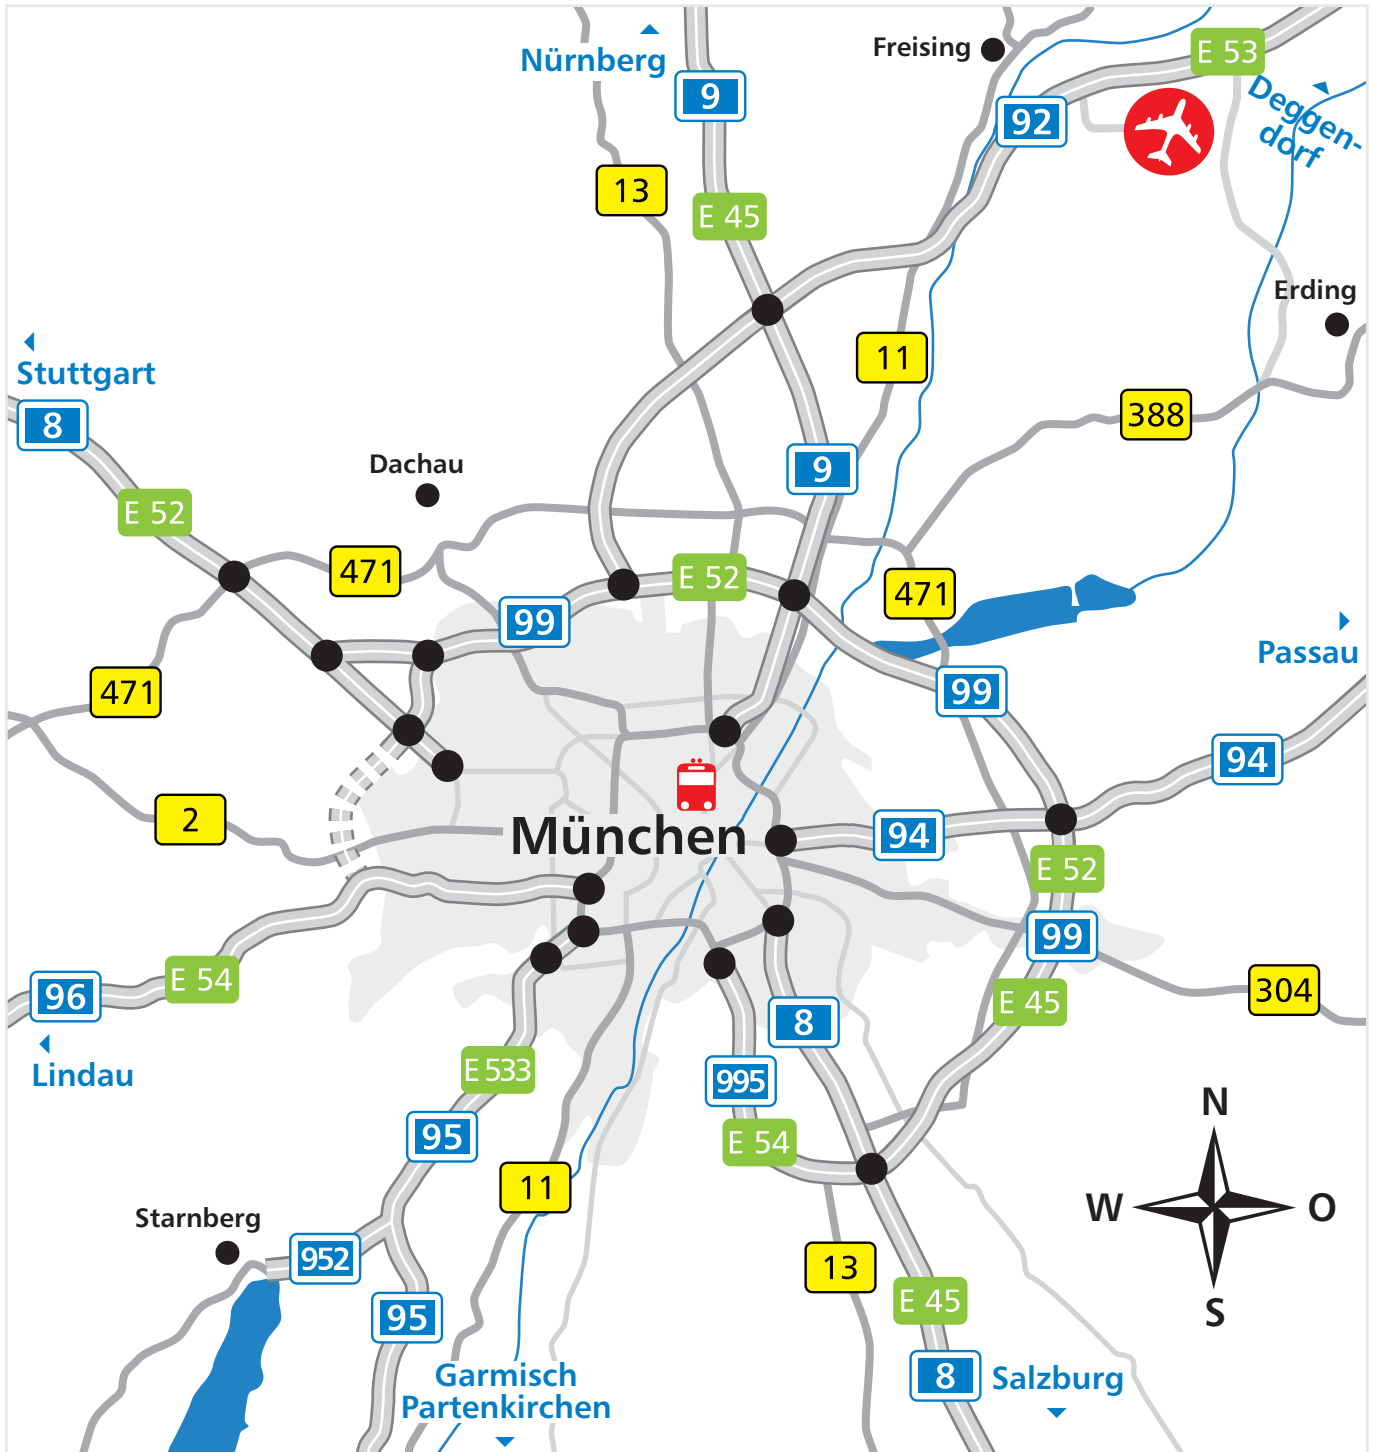 Freising
E 53
Nürnberg
9
Deggen-
dorf
92
13
E 45
Erding
Stuttgart
11
8
388
Dachau
9
E 52
471
E 52
471
99
Passau
471
99
94
2
München
94
E 52
99
E 54
96
304
E 45
8
Lindau
E 533
995
N
95
E 54
11
W
O
Starnberg
952
13
E 45
S
95
Garmisch
Partenkirchen
8
Salzburg